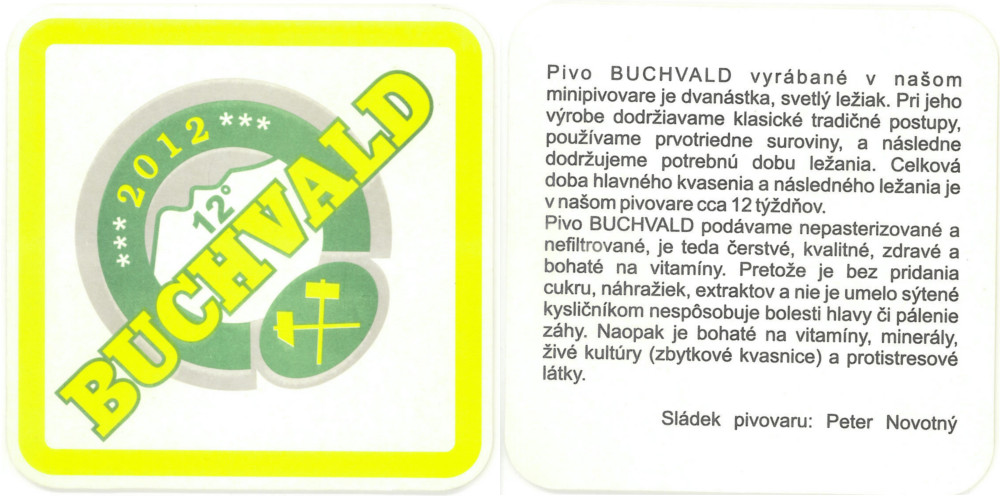 *** 2012 ***
12°
BUCHVALD
Pivo BUCHVALD vyrábané v našom
minipivovare je dvanástka, svetlý ležiak. Pri jeho
výrobe dodržiavame klasické tradičné postupy,
používame prvotriedne suroviny, a následne
dodržujeme potrebnú dobu ležania. Celková
doba hlavného kvasenia a následného ležania je
v našom pivovare cca 12 týždňov.
Pivo BUCHVALD podávame nepasterizované a
nefiltrované, je teda čerstvé, kvalitné, zdravé a
bohaté na vitamíny. Pretože je bez pridania
cukru, náhražiek, extraktov a nie je umelo sýtené
kysličníkom nespôsobuje bolesti hlavy či pálenie
záhy. Naopak je bohaté na vitamíny, minerály,
živé kultúry (zbytkové kvasnice) a protistresové
látky.
Sládek pivovaru: Peter Novotný